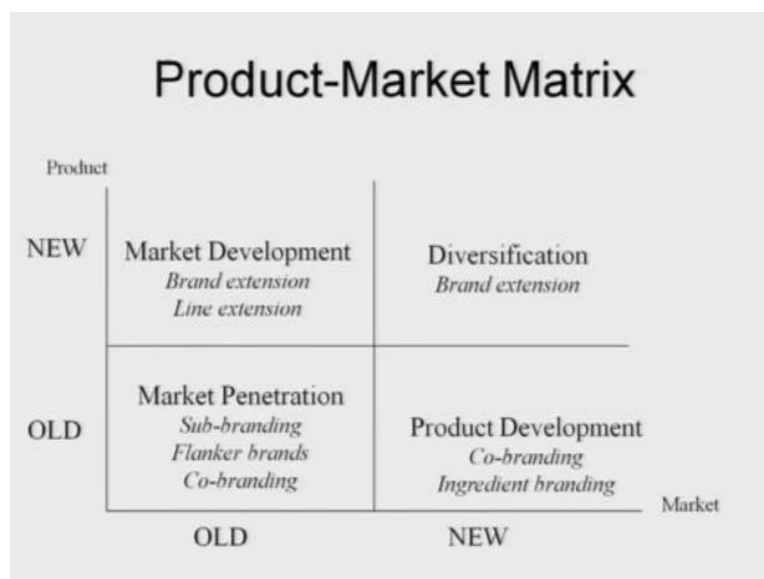 Product-Market Matrix
Product
NEW
Market Development
Brand extension
Line extension
Diversification
Brand extension
OLD
Market Penetration
Sub-branding
Flanker brands
Co-branding
Product Development
Co-branding
Ingredient branding
Market
OLD
NEW